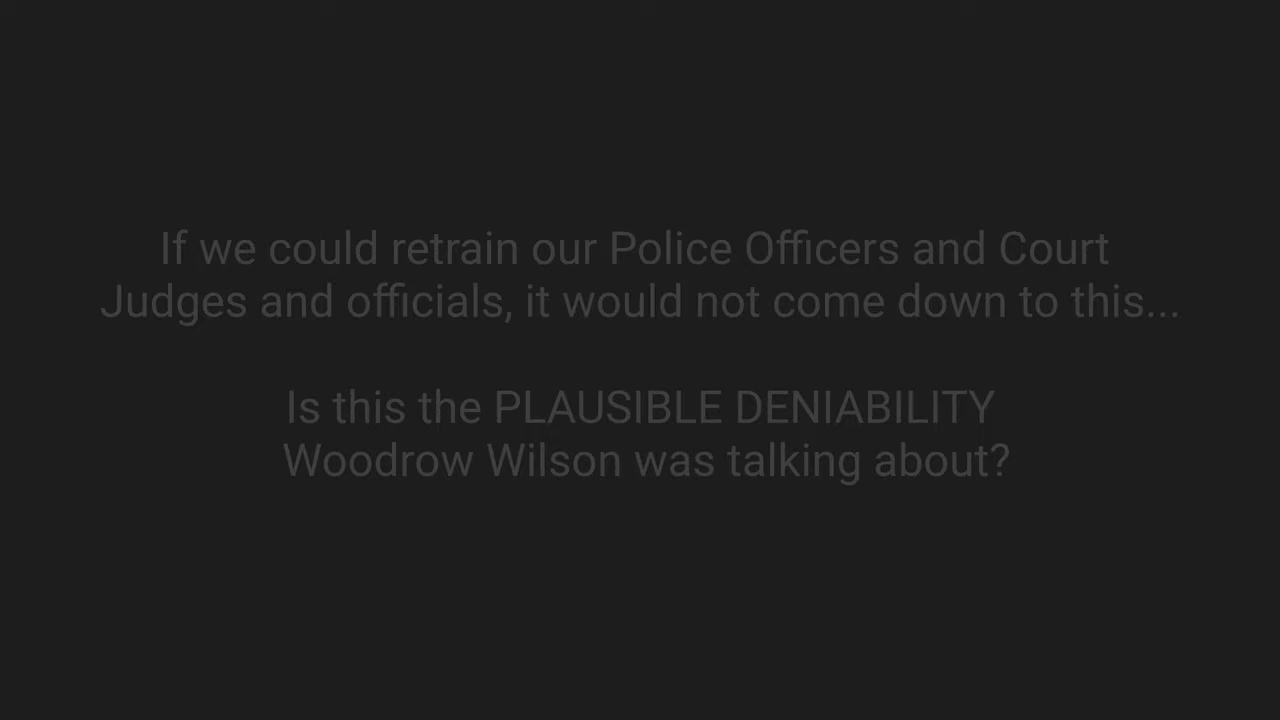 If we could retrain our Police Officers and Court
Judges and officials, it would not come down to this...
Is this the PLAUSIBLE DENIABILITY
Woodrow Wilson was talking about?